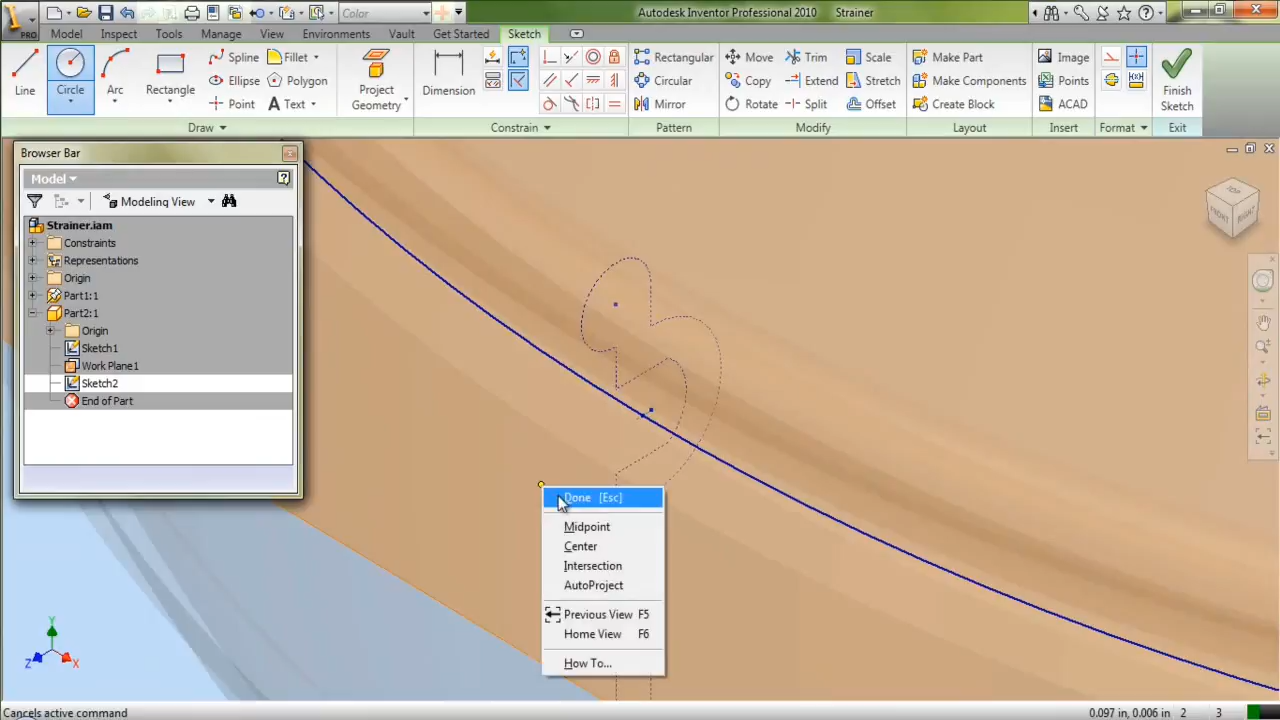 Color
Autodesk Inventor Professional 2010 Strainer
PRO
Model Inspect Tools Manage View Environments Vault Get Started Sketch
Line
Circle
Arc
Rectangle
Spline
Fillet
Ellipse
Polygon
Point
Text
Project Geometry
Dimension
Rectangular
Circular
Mirror
Move
Trim
Scale
Copy
Extend
Stretch
Rotate
Split
Offset
Make Part
Make Components
Create Block
Image
Points
ACAD
Finish Sketch
Draw
Constrain
Pattern
Modify
Layout
Insert
Format
Exit
Browser Bar
Model
Modeling View
Strainer.iam
Constraints
Representations
Origin
Part1:1
Part2:1
Origin
Sketch1
Work Plane1
Sketch2
End of Part
TOP
FRONT
RIGHT
Done [Esc]
Midpoint
Center
Intersection
AutoProject
Previous View F5
Home View F6
How To...
Y
Z
X
Cancels active command
0.097 in, 0.006 in 2 3